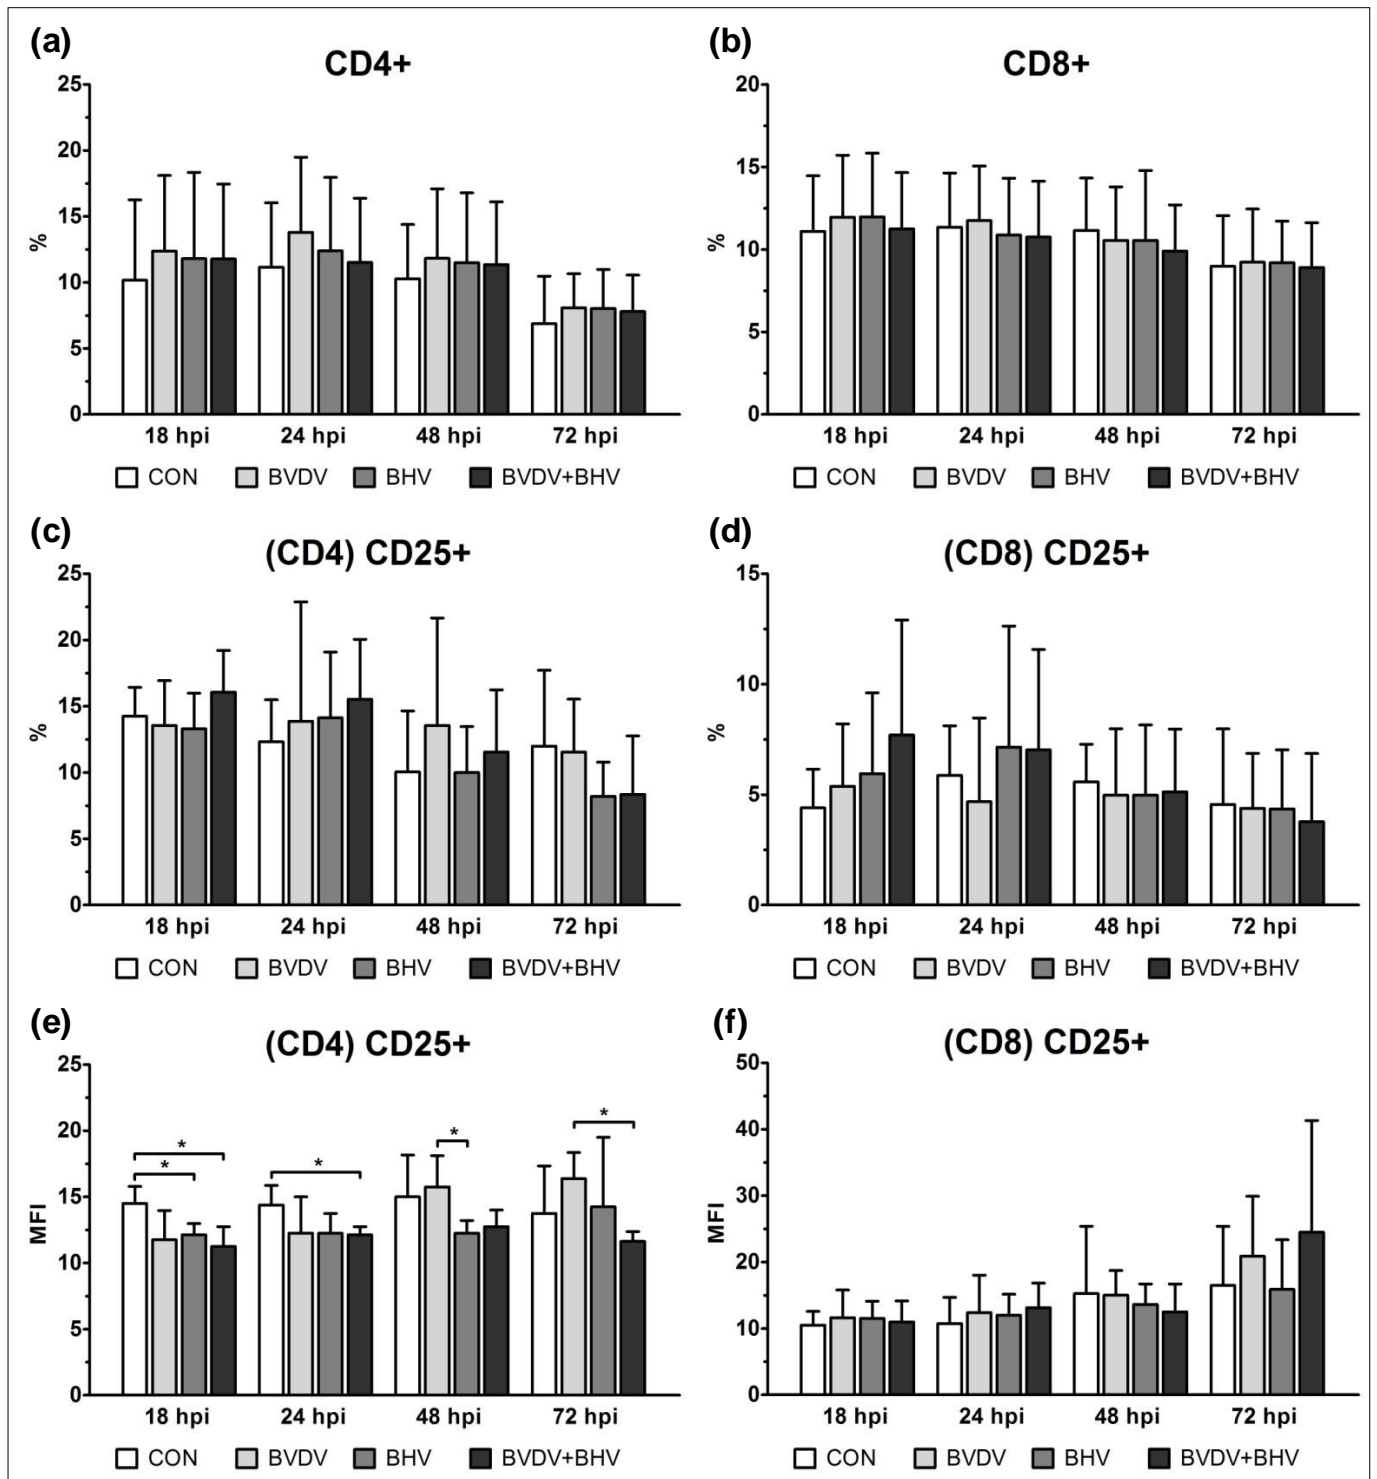 (a)
CD4+
25
20
15
10
5
0
%
18 hpi 24 hpi 48 hpi 72 hpi
CON BVDV BHV BVDV+BHV
(b)
CD8+
20
15
10
5
0
%
18 hpi 24 hpi 48 hpi 72 hpi
CON BVDV BHV BVDV+BHV
(c)
(CD4) CD25+
25
20
15
10
5
0
%
18 hpi 24 hpi 48 hpi 72 hpi
CON BVDV BHV BVDV+BHV
(d)
(CD8) CD25+
15
10
5
0
%
18 hpi 24 hpi 48 hpi 72 hpi
CON BVDV BHV BVDV+BHV
(e)
(CD4) CD25+
25
20
15
10
5
0
MFI
* * * * *
18 hpi 24 hpi 48 hpi 72 hpi
CON BVDV BHV BVDV+BHV
(f)
(CD8) CD25+
50
40
30
20
10
0
MFI
18 hpi 24 hpi 48 hpi 72 hpi
CON BVDV BHV BVDV+BHV